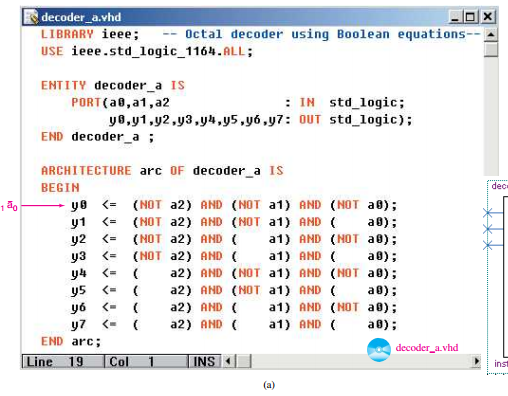 decoder_a.vhd
LIBRARY ieee;    -- Octal decoder using Boolean equations--
USE ieee.std_logic_1164.ALL;
ENTITY decoder_a IS
PORT(a0,a1,a2               : IN  std_logic;
y0,y1,y2,y3,y4,y5,y6,y7: OUT std_logic);
END decoder_a ;
ARCHITECTURE arc OF decoder_a IS
BEGIN
1 ā0
y0  <=  (NOT a2) AND (NOT a1) AND (NOT a0);
y1  <=  (NOT a2) AND (NOT a1) AND (    a0);
y2  <=  (NOT a2) AND (    a1) AND (NOT a0);
y3  <=  (NOT a2) AND (    a1) AND (    a0);
y4  <=  (    a2) AND (NOT a1) AND (NOT a0);
y5  <=  (    a2) AND (NOT a1) AND (    a0);
y6  <=  (    a2) AND (    a1) AND (NOT a0);
y7  <=  (    a2) AND (    a1) AND (    a0);
END arc;
decoder_a.vhd
Line  19  Col  1  INS
(a)
deco
inst